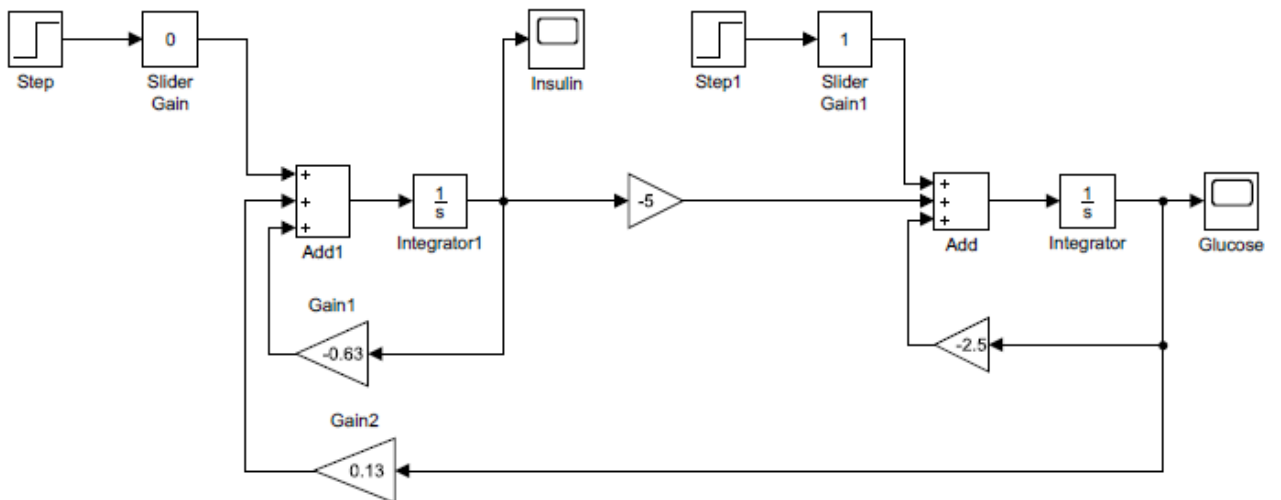 0
1
Step
Slider
Gain
Insulin
Step1
Slider
Gain1
+
+
+
1
s
-5
+
+
+
1
s
Add1
Integrator1
Add
Integrator
Glucose
Gain1
-0.63
-2.5
Gain2
0.13